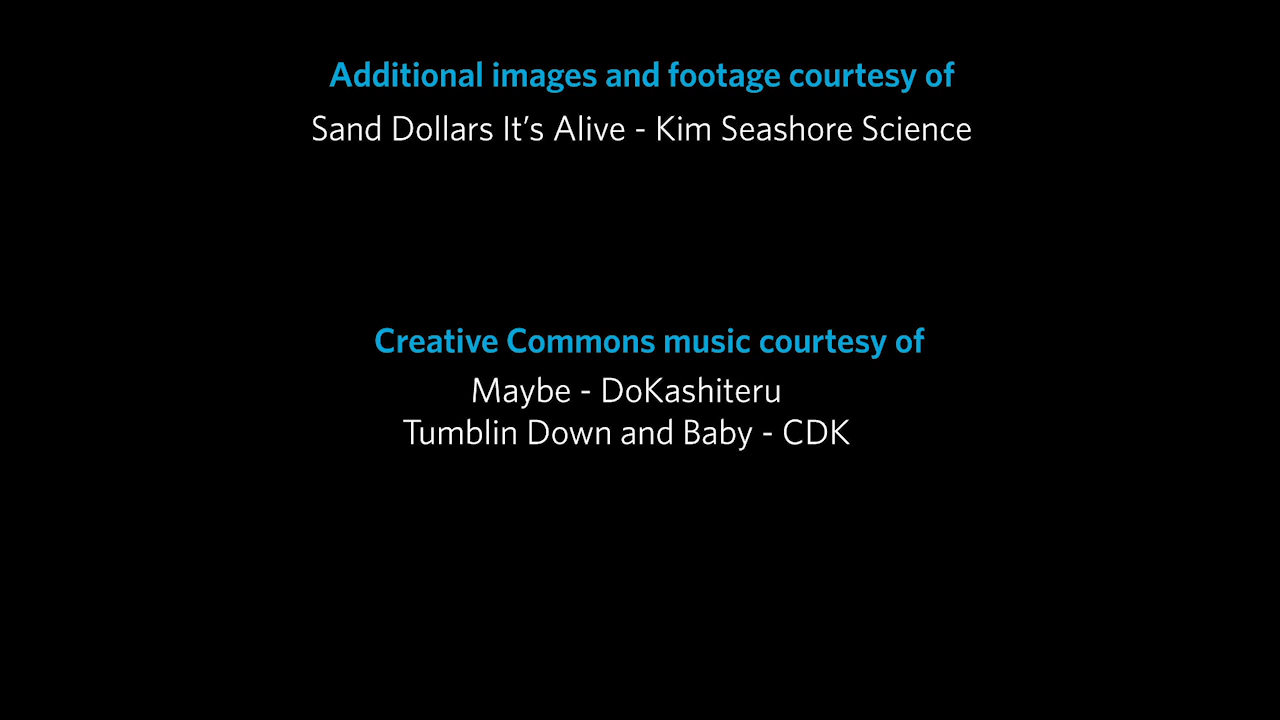 Additional images and footage courtesy of
Sand Dollars It’s Alive - Kim Seashore Science
Creative Commons music courtesy of
Maybe - DoKashiteru
Tumblin Down and Baby - CDK